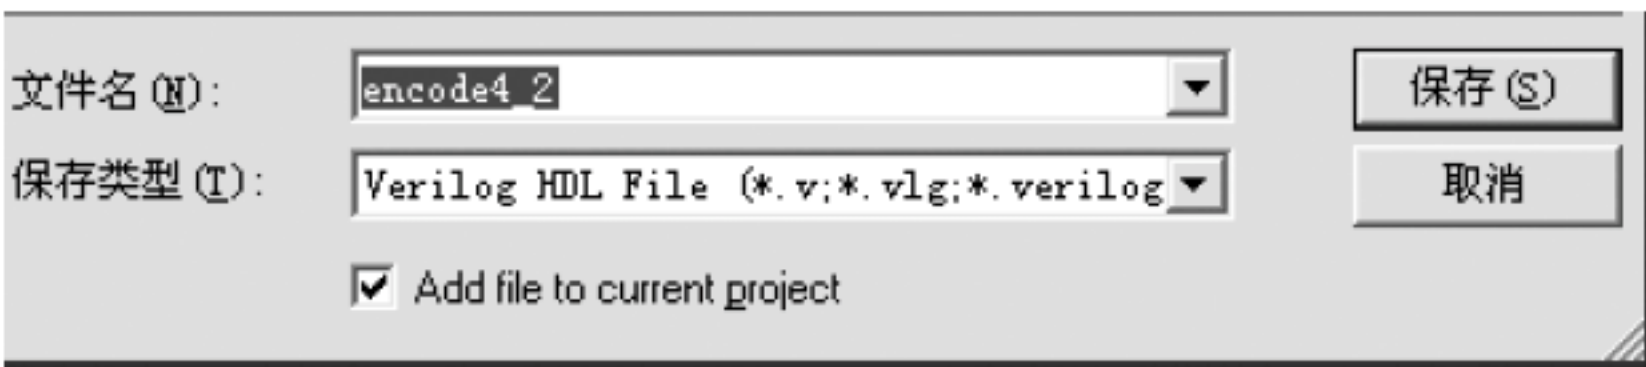 文件名(N): encode4_2 保存(S)
保存类型(T): Verilog HDL File (*.v;*.vlg;*.verilog 取消
Add file to current project